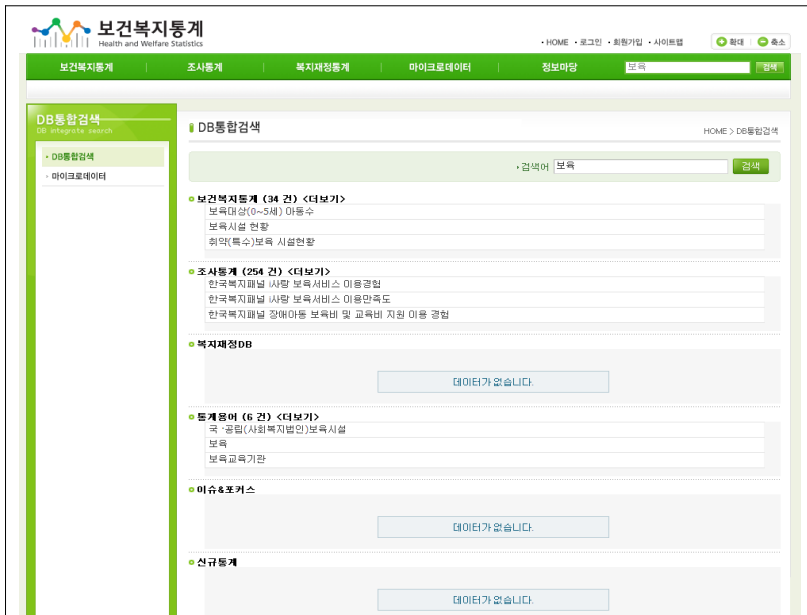 보건복지통계
Health and Welfare Statistics
• HOME • 로그인 • 회원가입 • 사이트맵 확대 축소
보건복지통계 조사통계 복지재정통계 마이크로데이터 정보마당 보육 검색
DB통합검색
DB integrate search
• DB통합검색
• 마이크로데이터
DB통합검색
HOME > DB통합검색
검색어 보육 검색
보건복지통계 (34 건) <더보기>
보육대상(0~5세) 아동수
보육시설 현황
취약(특수)보육 시설현황
조사통계 (254 건) <더보기>
한국복지패널 i사랑 보육서비스 이용경험
한국복지패널 i사랑 보육서비스 이용만족도
한국복지패널 장애아동 보육비 및 교육비 지원 이용 경험
복지재정DB
데이터가 없습니다.
통계용어 (6 건) <더보기>
국·공립(사회복지법인)보육시설
보육
보육교육기관
이슈&포커스
데이터가 없습니다.
신규통계
데이터가 없습니다.